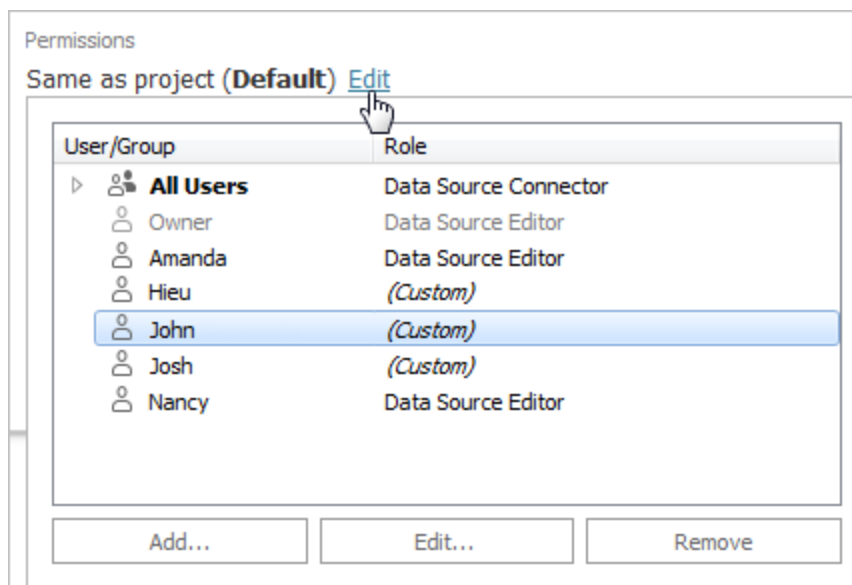 Permissions
Same as project (Default) Edit
User/Group Role
All Users Data Source Connector
Owner Data Source Editor
Amanda Data Source Editor
Hieu (Custom)
John (Custom)
Josh (Custom)
Nancy Data Source Editor
Add... Edit... Remove